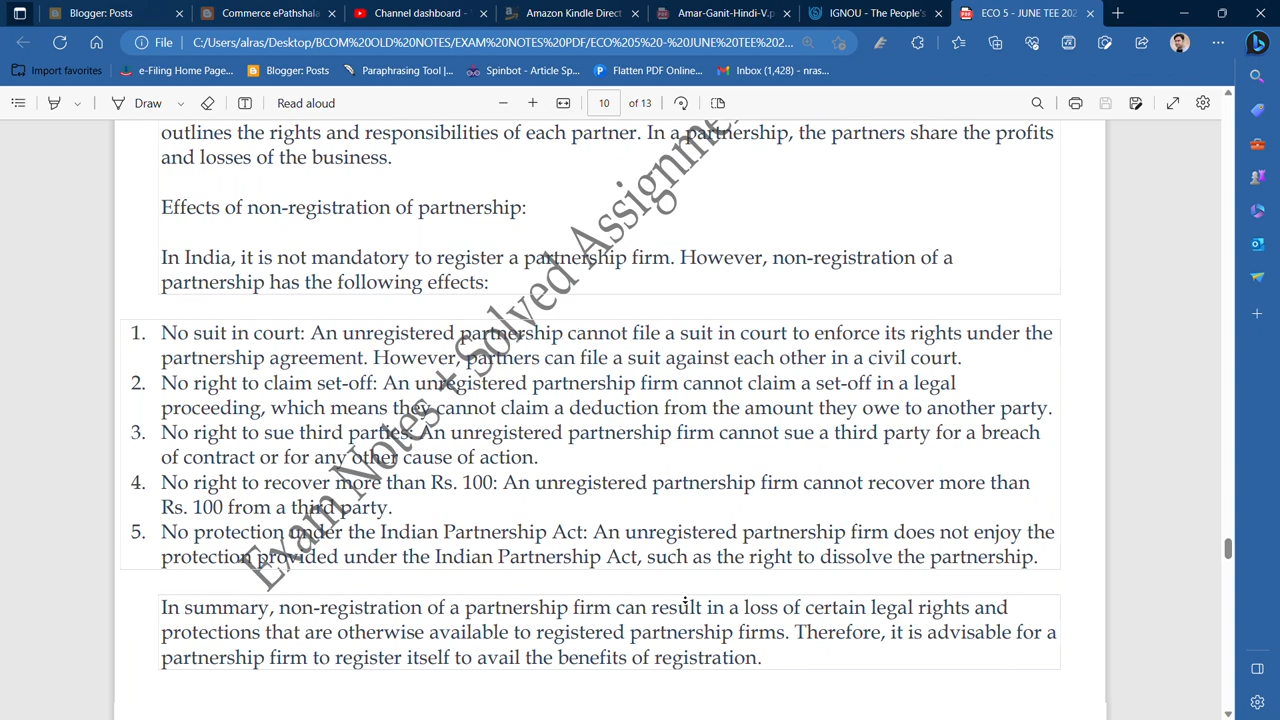 Blogger: Posts
Commerce ePathshala
Channel dashboard -
Amazon Kindle Direct
Amar-Ganit-Hindi-V.p
IGNOU - The People's
ECO 5 - JUNE TEE 202
File
C:/Users/alras/Desktop/BCOM%20OLD%20NOTES/EXAM%20NOTES%20PDF/ECO%205%20-%20JUNE%20TEE%202...
Import favorites
e-Filing Home Page...
Blogger: Posts
Paraphrasing Tool |...
Spinbot - Article Sp...
Flatten PDF Online...
Inbox (1,428) - nras...
Draw
Read aloud
10
of 13
outlines the rights and responsibilities of each partner. In a partnership, the partners share the profits
and losses of the business.
Effects of non-registration of partnership:
In India, it is not mandatory to register a partnership firm. However, non-registration of a
partnership has the following effects:
1. No suit in court: An unregistered partnership cannot file a suit in court to enforce its rights under the
partnership agreement. However, partners can file a suit against each other in a civil court.
2. No right to claim set-off: An unregistered partnership firm cannot claim a set-off in a legal
proceeding, which means they cannot claim a deduction from the amount they owe to another party.
3. No right to sue third parties: An unregistered partnership firm cannot sue a third party for a breach
of contract or for any other cause of action.
4. No right to recover more than Rs. 100: An unregistered partnership firm cannot recover more than
Rs. 100 from a third party.
5. No protection under the Indian Partnership Act: An unregistered partnership firm does not enjoy the
protection provided under the Indian Partnership Act, such as the right to dissolve the partnership.
In summary, non-registration of a partnership firm can result in a loss of certain legal rights and
protections that are otherwise available to registered partnership firms. Therefore, it is advisable for a
partnership firm to register itself to avail the benefits of registration.
Exam Notes + Solved Assignme